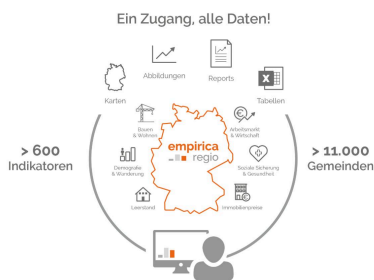 Ein Zugang, alle Daten!
Abbildungen
Reports
Karten
Tabellen
Bauen
& Wohnen
Arbeitsmarkt
& Wirtschaft
empirica
regio
> 600
Indikatoren
> 11.000
Gemeinden
Demografie
& Wanderung
Soziale Sicherung
& Gesundheit
Leerstand
Immobilienpreise